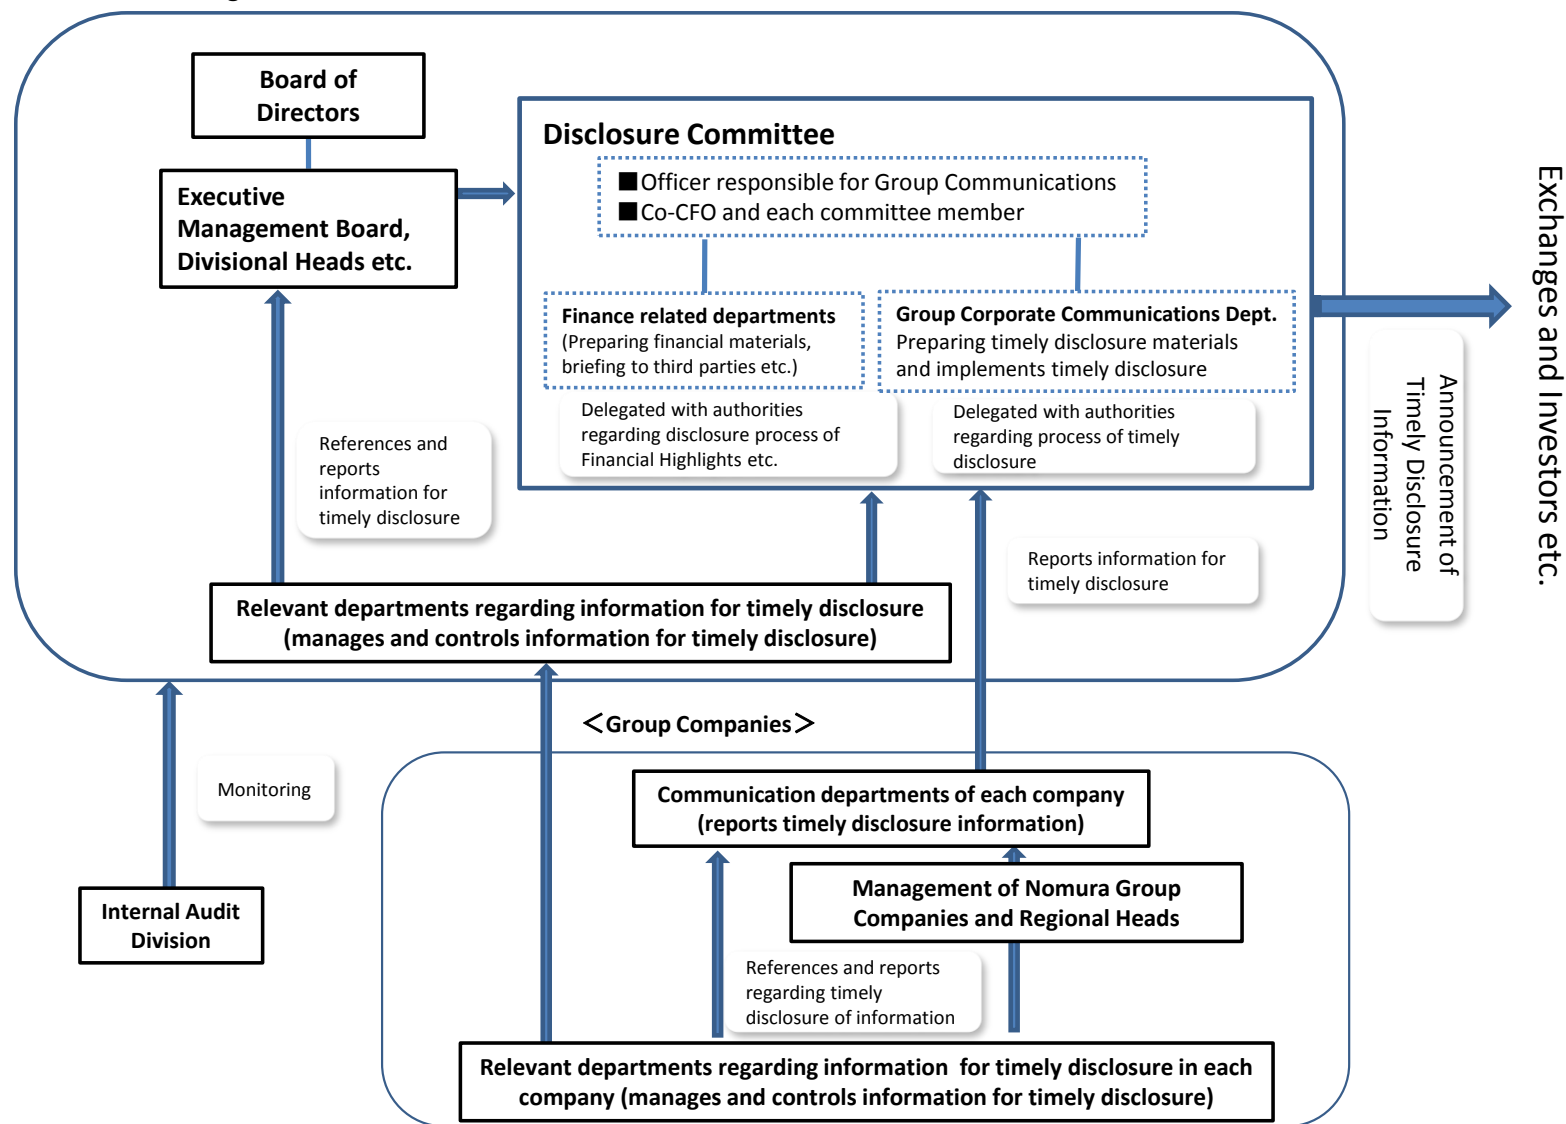 Board of
Directors
Executive
Management Board,
Divisional Heads etc.
Disclosure Committee
■Officer responsible for Group Communications
■Co-CFO and each committee member
Finance related departments
(Preparing financial materials,
briefing to third parties etc.)
Group Corporate Communications Dept.
Preparing timely disclosure materials
and implements timely disclosure
Delegated with authorities
regarding disclosure process of
Financial Highlights etc.
Delegated with authorities
regarding process of timely
disclosure
References and
reports
information for
timely disclosure
Reports information for
timely disclosure
Announcement of
Timely Disclosure
Information
Exchanges and Investors etc.
Relevant departments regarding information for timely disclosure
(manages and controls information for timely disclosure)
<Group Companies>
Monitoring
Internal Audit
Division
Communication departments of each company
(reports timely disclosure information)
Management of Nomura Group
Companies and Regional Heads
References and reports
regarding timely
disclosure of information
Relevant departments regarding information for timely disclosure in each
company (manages and controls information for timely disclosure)